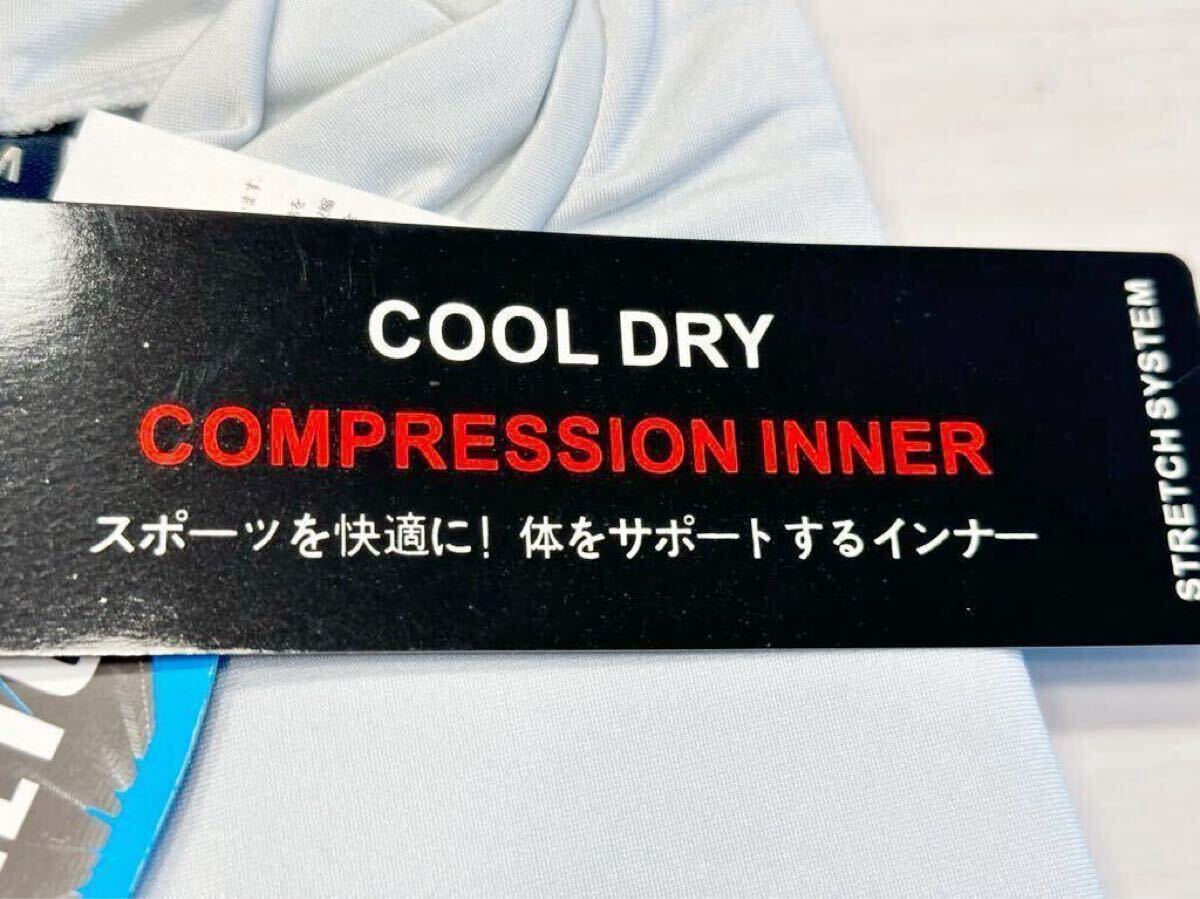 COOL DRY
COMPRESSION INNER
スポーツを快適に! 体をサポートするインナー
STRETCH SYSTEM